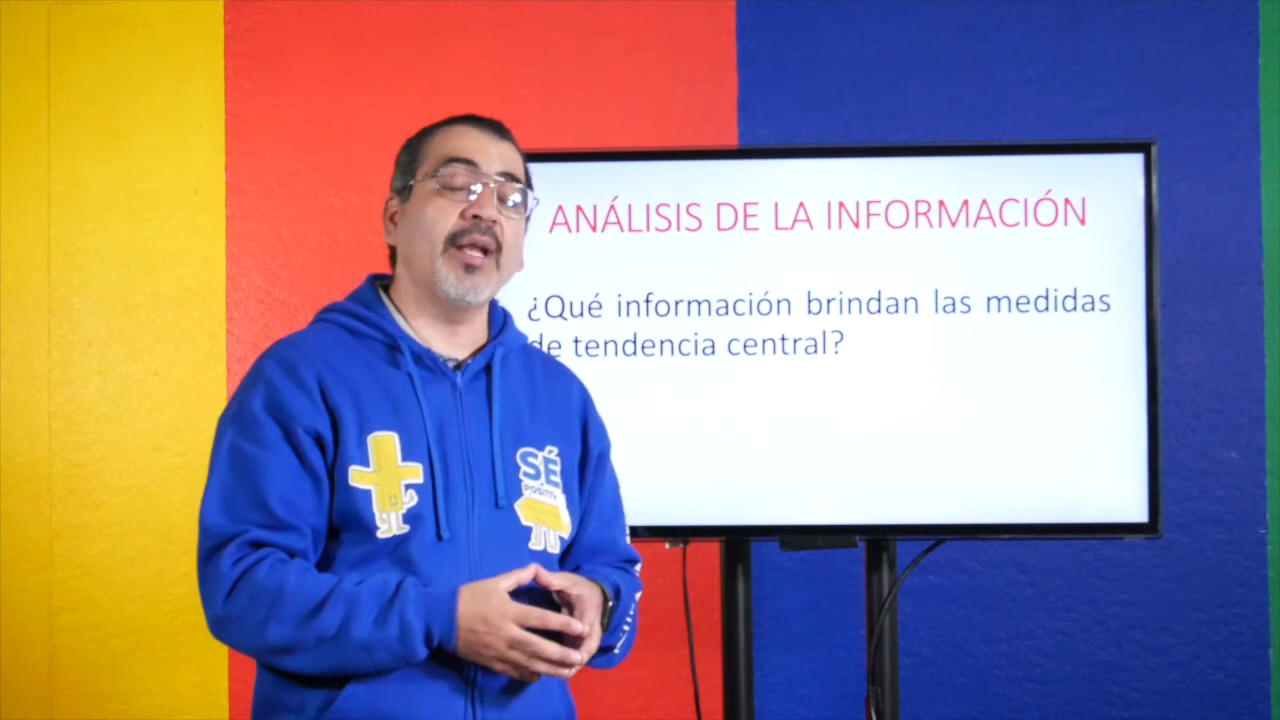 ANÁLISIS DE LA INFORMACIÓN
¿Qué información brindan las medidas
de tendencia central?
SÉ